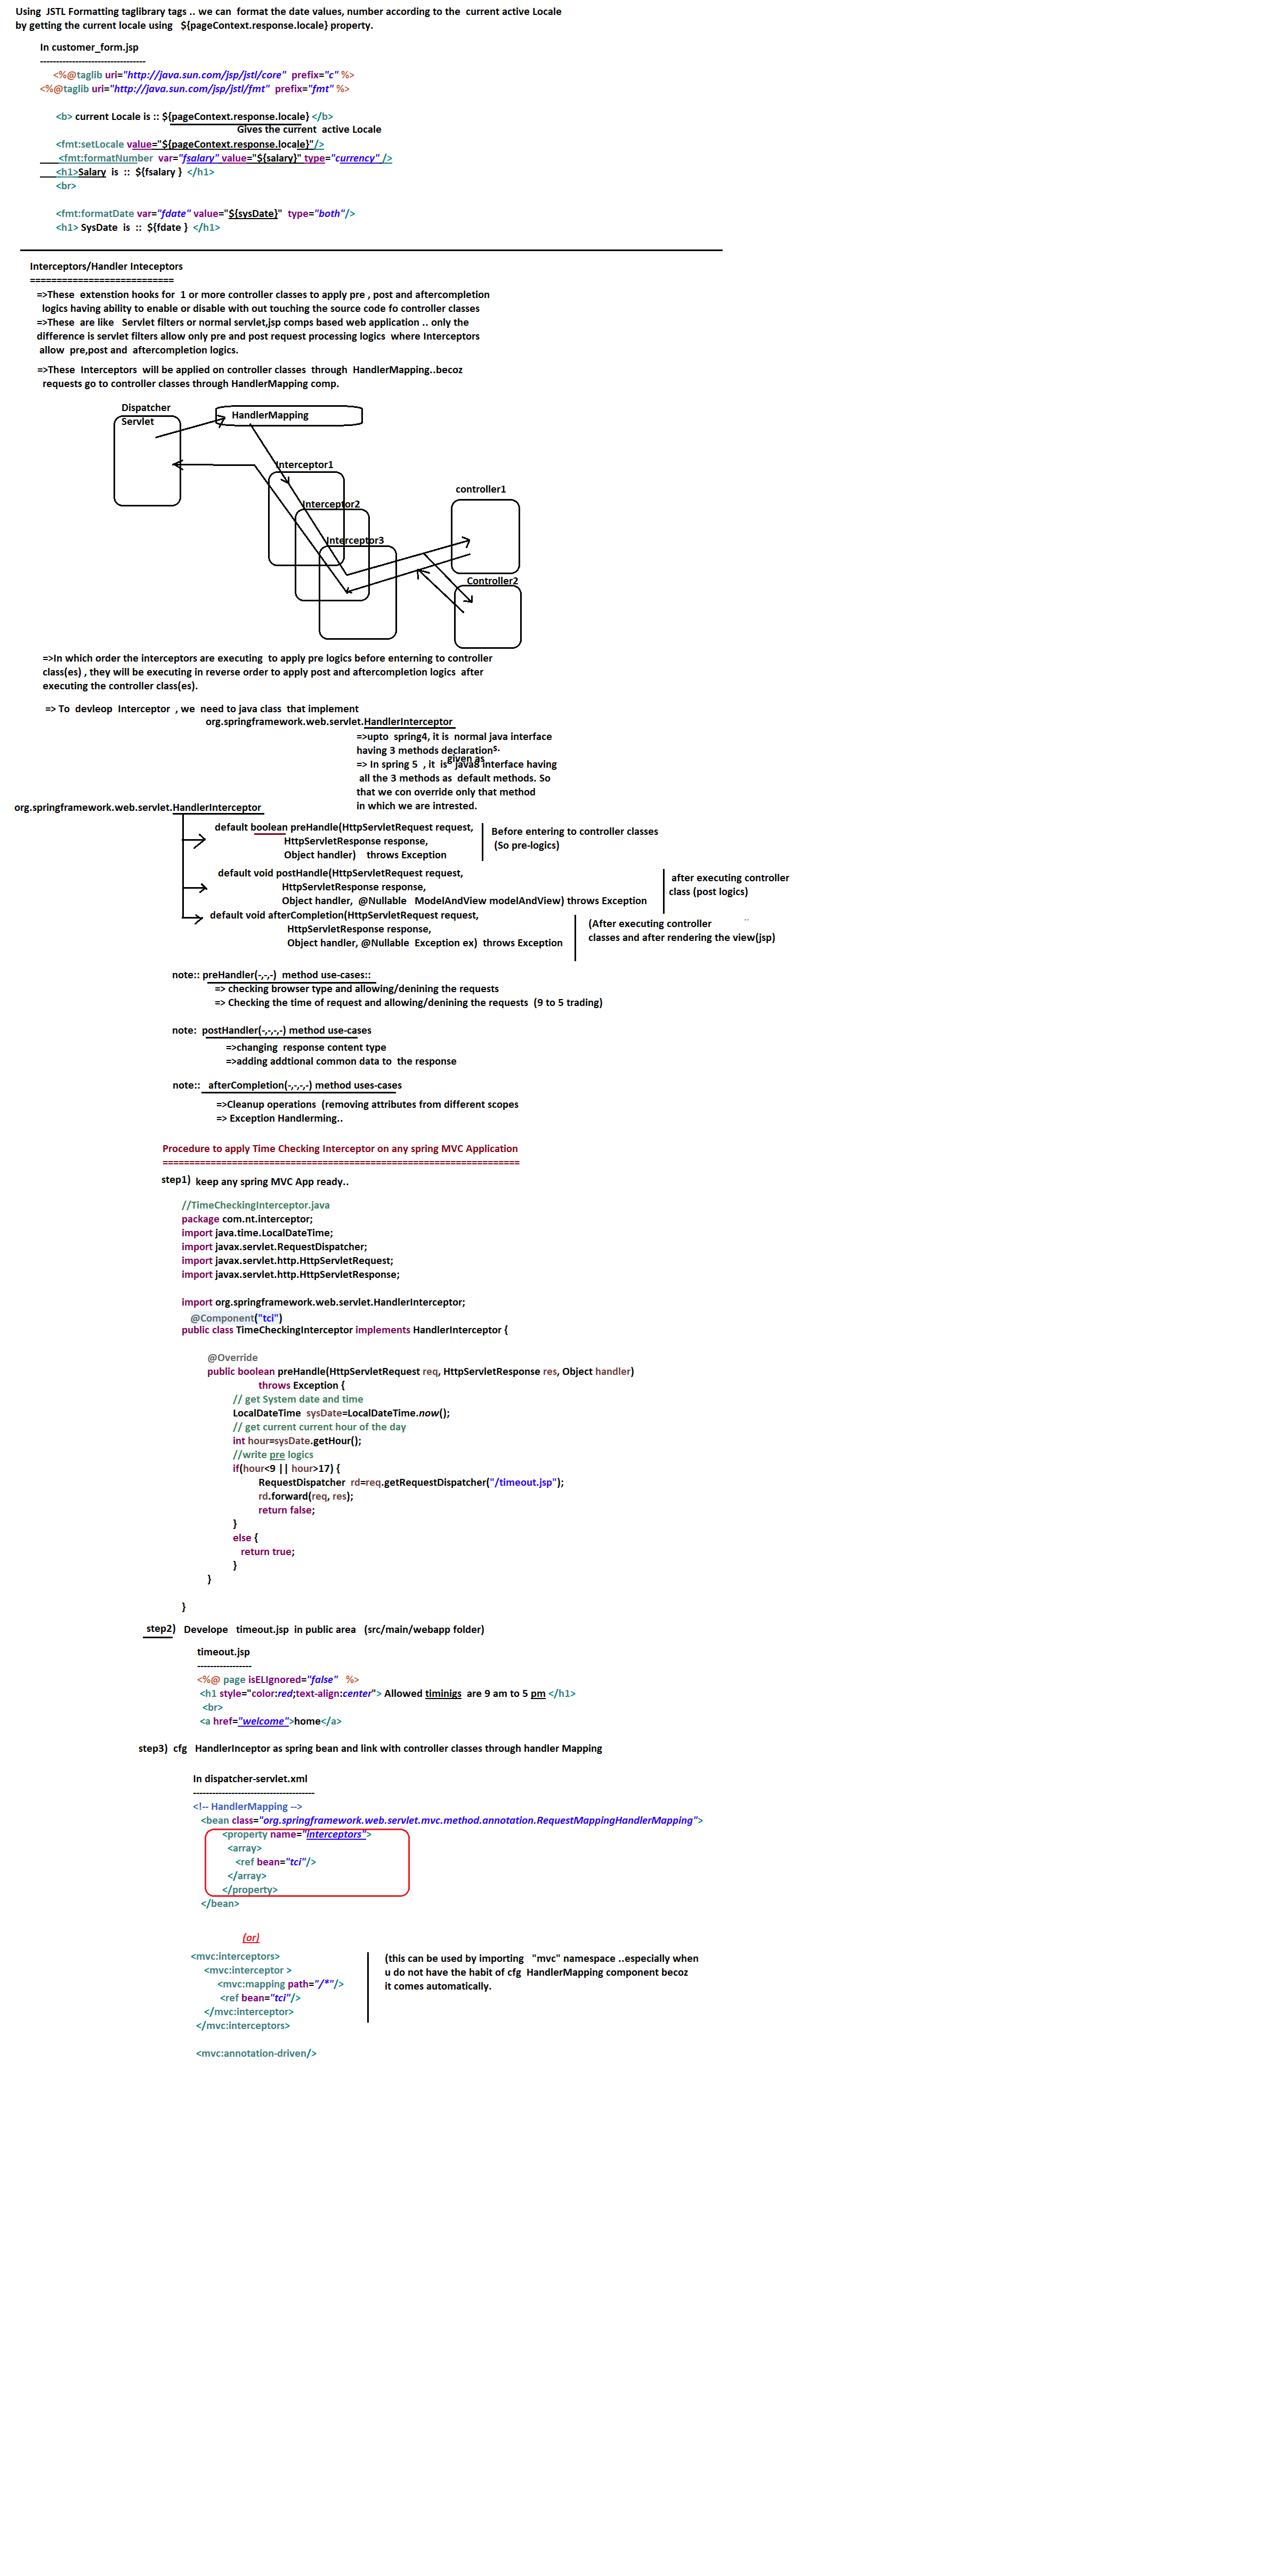 Using JSTL Formatting taglibrary tags .. we can format the date values, number according to the current active Locale
by getting the current locale using ${pageContext.response.locale} property.
In customer_form.jsp
---------------------------------
<%@taglib uri="http://java.sun.com/jsp/jstl/core" prefix="c" %>
<%@taglib uri="http://java.sun.com/jsp/jstl/fmt" prefix="fmt" %>
<b> current Locale is :: ${pageContext.response.locale} </b>
Gives the current active Locale
<fmt:setLocale value="${pageContext.response.locale}"/>
<fmt:formatNumber var="fsalary" value="${salary}" type="currency" />
<h1>Salary is :: ${fsalary } </h1>
<br>
<fmt:formatDate var="fdate" value="${sysDate}" type="both"/>
<h1> SysDate is :: ${fdate } </h1>
Interceptors/Handler Inteceptors
===========================
=>These extenstion hooks for 1 or more controller classes to apply pre , post and aftercompletion
logics having ability to enable or disable with out touching the source code fo controller classes
=>These are like Servlet filters or normal servlet,jsp comps based web application .. only the
difference is servlet filters allow only pre and post request processing logics where Interceptors
allow pre,post and aftercompletion logics.
=>These Interceptors will be applied on controller classes through HandlerMapping..becoz
requests go to controller classes through HandlerMapping comp.
Dispatcher
Servlet
HandlerMapping
Interceptor1
controller1
Interceptor2
Interceptor3
Controller2
=>In which order the interceptors are executing to apply pre logics before enterning to controller
class(es) , they will be executing in reverse order to apply post and aftercompletion logics after
executing the controller class(es).
=> To devleop Interceptor , we need to java class that implement
org.springframework.web.servlet.HandlerInterceptor
=>upto spring4, it is normal java interface
having 3 methods declarations.
given as
=> In spring 5 , it is java8 interface having
all the 3 methods as default methods. So
that we con override only that method
in which we are intrested.
org.springframework.web.servlet.HandlerInterceptor
default boolean preHandle(HttpServletRequest request,
HttpServletResponse response,
Object handler) throws Exception
Before entering to controller classes
(So pre-logics)
default void postHandle(HttpServletRequest request,
HttpServletResponse response,
Object handler, @Nullable ModelAndView modelAndView) throws Exception
after executing controller
class (post logics)
default void afterCompletion(HttpServletRequest request,
HttpServletResponse response,
Object handler, @Nullable Exception ex) throws Exception
(After executing controller ..
classes and after rendering the view(jsp)
note:: preHandler(-,-,-) method use-cases::
=> checking browser type and allowing/denining the requests
=> Checking the time of request and allowing/denining the requests (9 to 5 trading)
note: postHandler(-,-,-,-) method use-cases
=>changing response content type
=>adding addtional common data to the response
note:: afterCompletion(-,-,-,-) method uses-cases
=>Cleanup operations (removing attributes from different scopes
=> Exception Handlerming..
Procedure to apply Time Checking Interceptor on any spring MVC Application
===================================================================
step1) keep any spring MVC App ready..
//TimeCheckingInterceptor.java
package com.nt.interceptor;
import java.time.LocalDateTime;
import javax.servlet.RequestDispatcher;
import javax.servlet.http.HttpServletRequest;
import javax.servlet.http.HttpServletResponse;
import org.springframework.web.servlet.HandlerInterceptor;
@Component("tci")
public class TimeCheckingInterceptor implements HandlerInterceptor {
@Override
public boolean preHandle(HttpServletRequest req, HttpServletResponse res, Object handler)
throws Exception {
// get System date and time
LocalDateTime sysDate=LocalDateTime.now();
// get current current hour of the day
int hour=sysDate.getHour();
//write pre logics
if(hour<9 || hour>17) {
RequestDispatcher rd=req.getRequestDispatcher("/timeout.jsp");
rd.forward(req, res);
return false;
}
else {
return true;
}
}
}
step2) Develope timeout.jsp in public area (src/main/webapp folder)
timeout.jsp
-----------------
<%@ page isELIgnored="false" %>
<h1 style="color:red;text-align:center"> Allowed timinigs are 9 am to 5 pm </h1>
<br>
<a href="welcome">home</a>
step3) cfg HandlerInceptor as spring bean and link with controller classes through handler Mapping
In dispatcher-servlet.xml
--------------------------------------
<!-- HandlerMapping -->
<bean class="org.springframework.web.servlet.mvc.method.annotation.RequestMappingHandlerMapping">
<property name="interceptors">
<array>
<ref bean="tci"/>
</array>
</property>
</bean>
(or)
<mvc:interceptors>
<mvc:interceptor >
<mvc:mapping path="/*"/>
<ref bean="tci"/>
</mvc:interceptor>
</mvc:interceptors>
(this can be used by importing "mvc" namespace ..especially when
u do not have the habit of cfg HandlerMapping component becoz
it comes automatically.
<mvc:annotation-driven/>